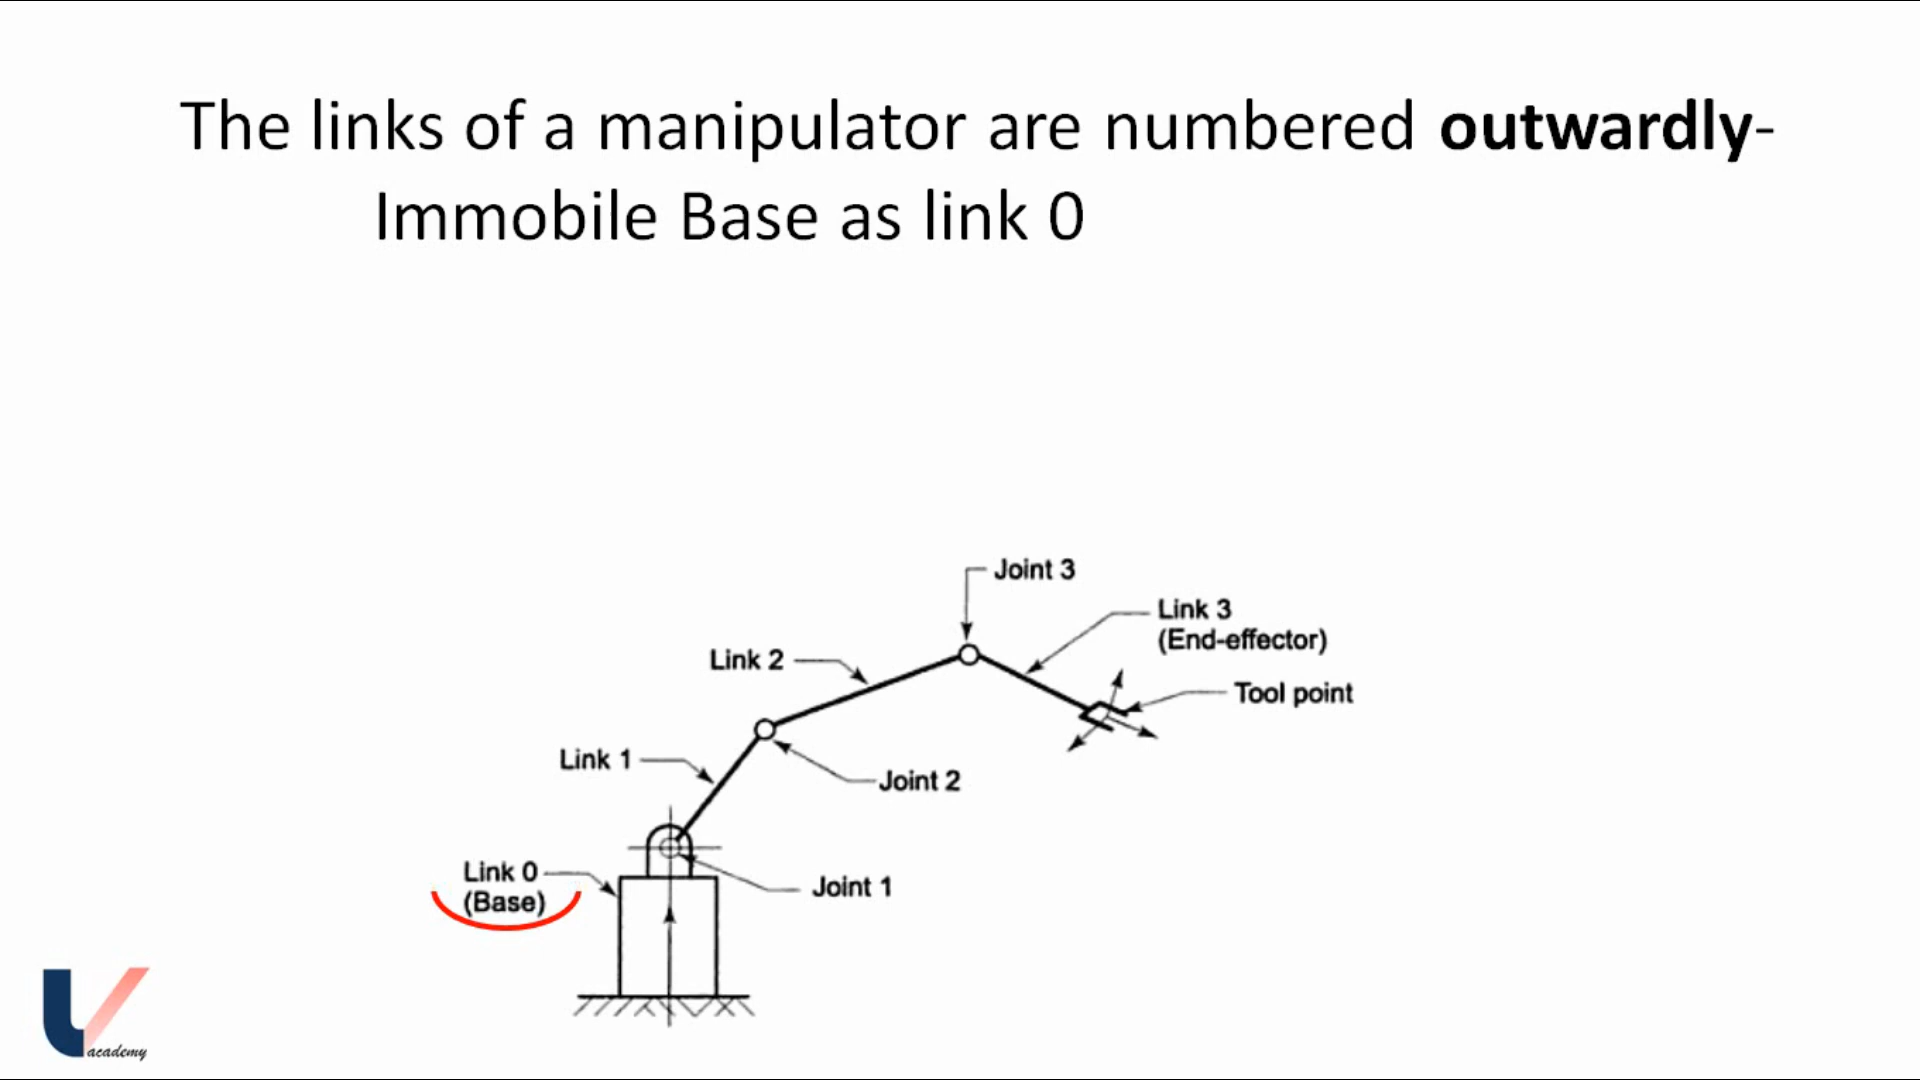 The links of a manipulator are numbered outwardly-
Immobile Base as link 0
Joint 3
Link 3
(End-effector)
Link 2
Tool point
Link 1
Joint 2
Link 0
(Base)
Joint 1
academy